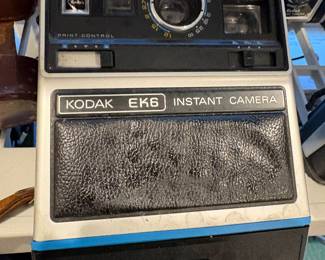 PRINT CONTROL
KODAK EK6 INSTANT CAMERA